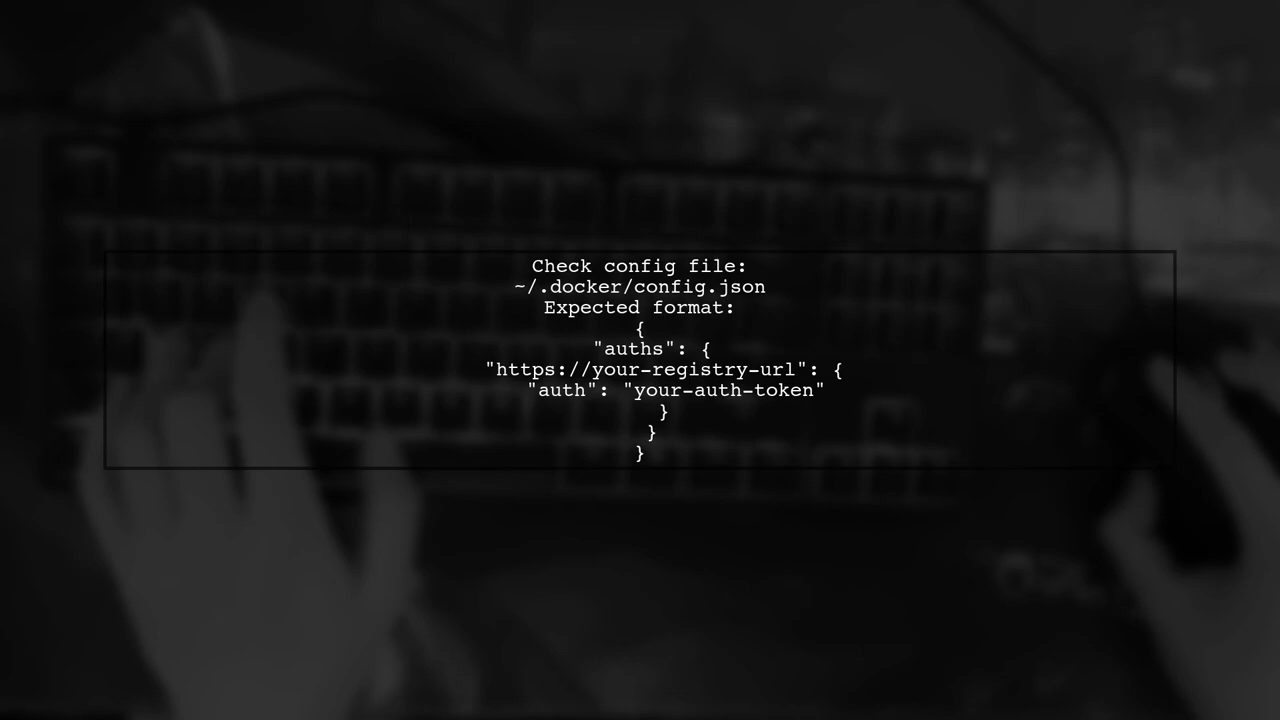 Check config file:
~/.docker/config.json
Expected format:
{
"auths": {
"https://your-registry-url": {
"auth": "your-auth-token"
}
}
}